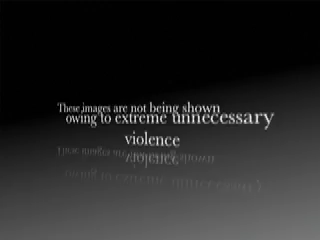 These images are not being shown
owing to extreme unnecessary
violence